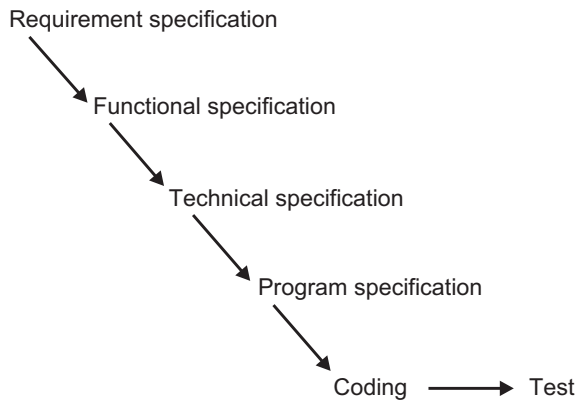 Requirement specification
Functional specification
Technical specification
Program specification
Coding
Test